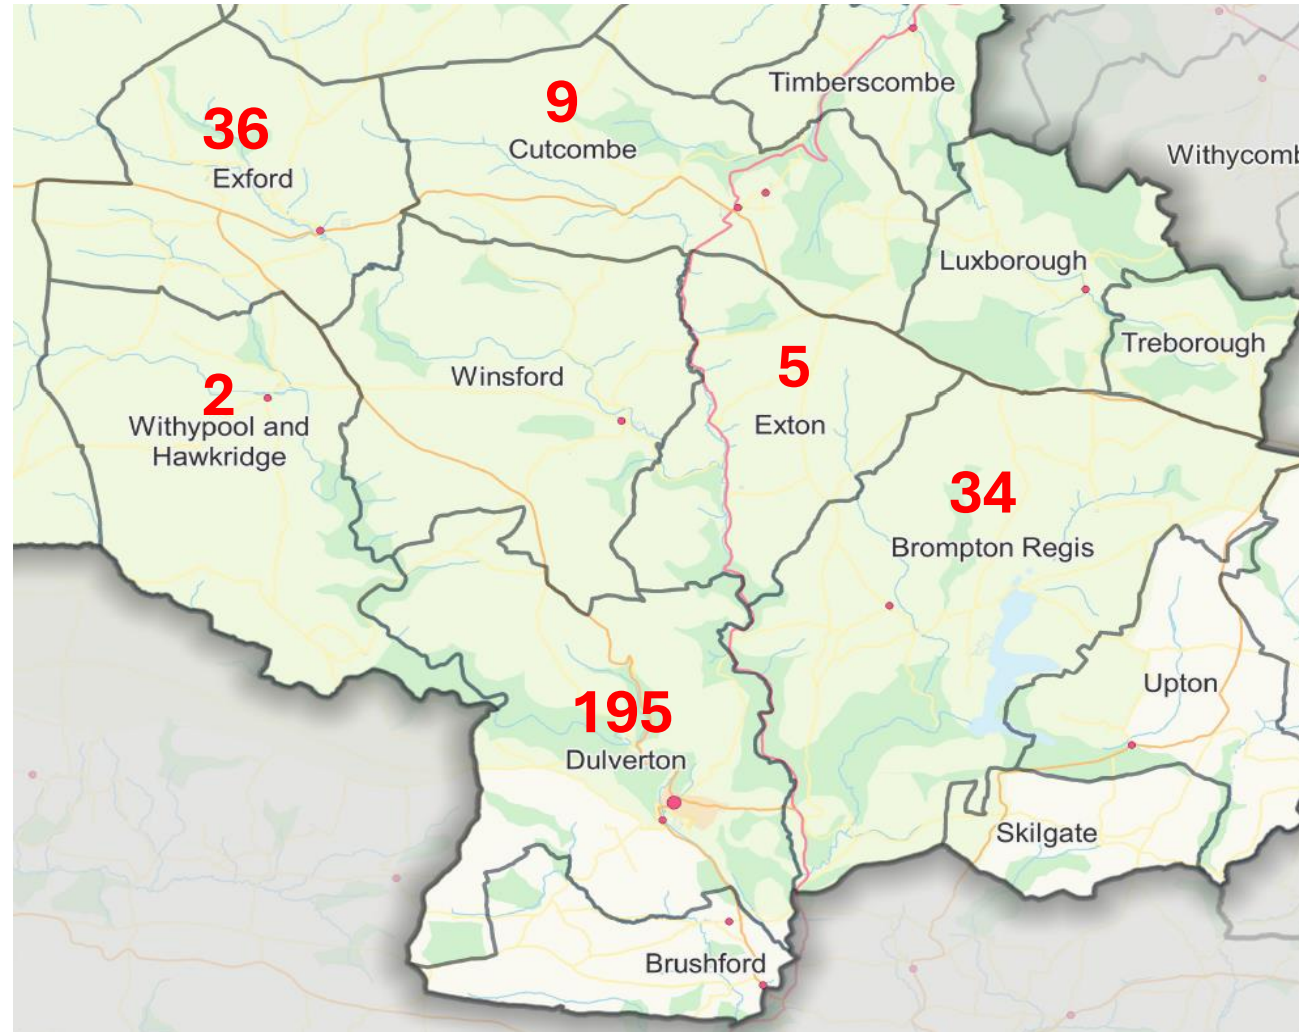 Timberscombe
9
Cutcombe
36
Exford
Withycomb
Luxborough
Treborough
Winsford
5
Exton
2
Withypool and
Hawkridge
34
Brompton Regis
Upton
195
Dulverton
Skilgate
Brushford